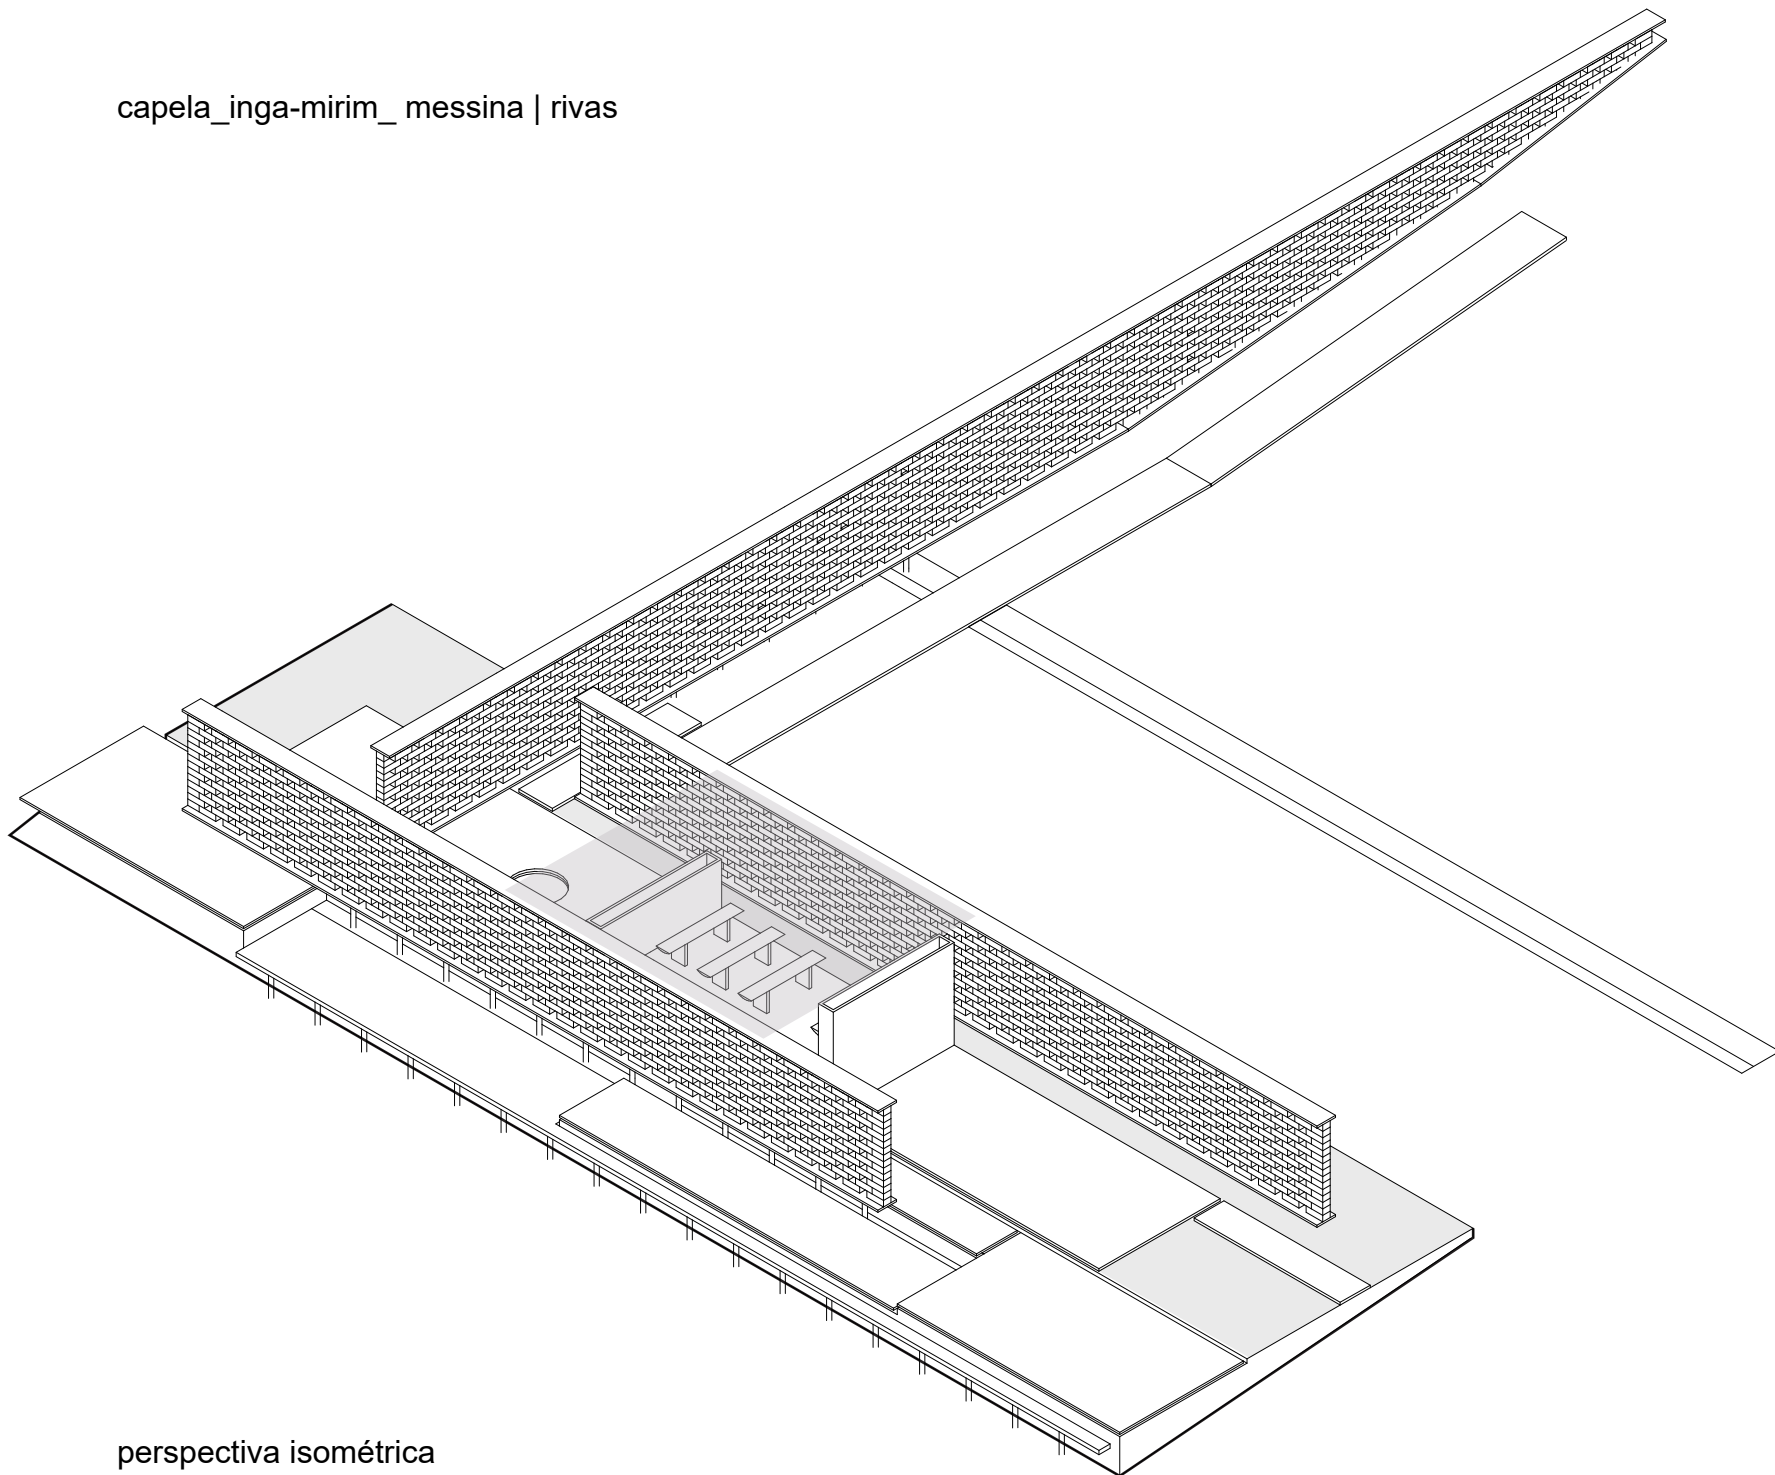 capela_inga-mirim_ messina | rivas
perspectiva isométrica